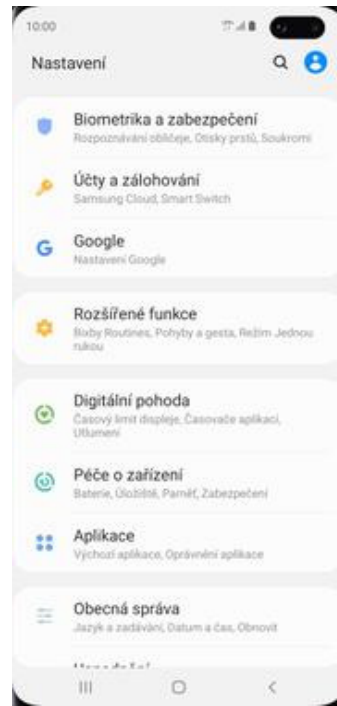 10:00
Nastavení
Biometrika a zabezpečení
Rozpoznávání obličeje, Otisky prstů, Soukromí
Účty a zálohování
Samsung Cloud, Smart Switch
Google
Nastavení Google
Rozšířené funkce
Bixby Routines, Pohyby a gesta, Režim Jednou
rukou
Digitální pohoda
Časový limit displeje, Časovače aplikací,
Utlumení
Péče o zařízení
Baterie, Úložiště, Paměť, Zabezpečení
Aplikace
Výchozí aplikace, Oprávnění aplikace
Obecná správa
Jazyk a zadávání, Datum a čas, Obnovit